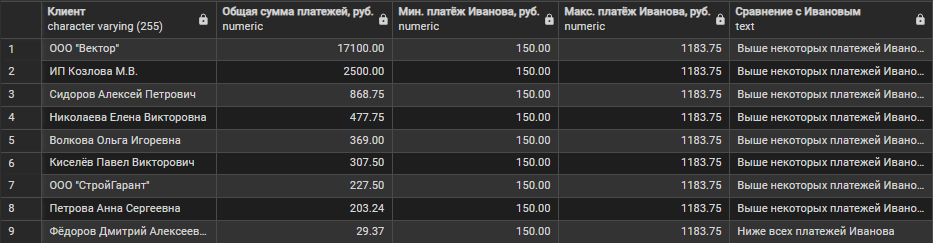 Клиент Общая сумма платежей, руб. Мин. платёж Иванова, руб. Макс. платёж Иванова, руб. Сравнение с Ивановым
character varying (255) numeric numeric numeric text
1 ООО "Вектор" 17100.00 150.00 1183.75 Выше некоторых платежей Ивано...
2 ИП Козлова М.В. 2500.00 150.00 1183.75 Выше некоторых платежей Ивано...
3 Сидоров Алексей Петрович 868.75 150.00 1183.75 Выше некоторых платежей Ивано...
4 Николаева Елена Викторовна 477.75 150.00 1183.75 Выше некоторых платежей Ивано...
5 Волкова Ольга Игоревна 369.00 150.00 1183.75 Выше некоторых платежей Ивано...
6 Киселёв Павел Викторович 307.50 150.00 1183.75 Выше некоторых платежей Ивано...
7 ООО "СтройГарант" 227.50 150.00 1183.75 Выше некоторых платежей Ивано...
8 Петрова Анна Сергеевна 203.24 150.00 1183.75 Выше некоторых платежей Ивано...
9 Фёдоров Дмитрий Алексеев... 29.37 150.00 1183.75 Ниже всех платежей Иванова